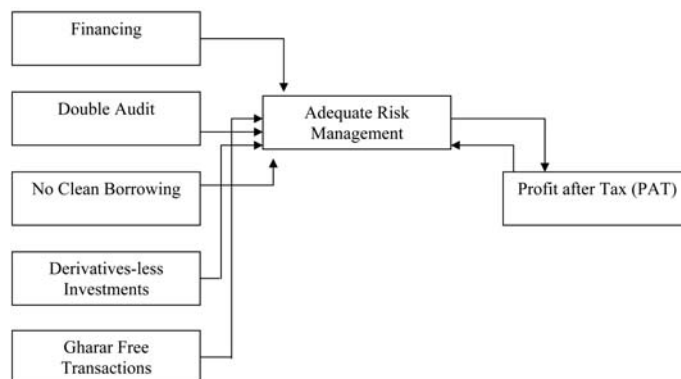 Financing
Double Audit
Adequate Risk
Management
No Clean Borrowing
Profit after Tax (PAT)
Derivatives-less
Investments
Gharar Free
Transactions